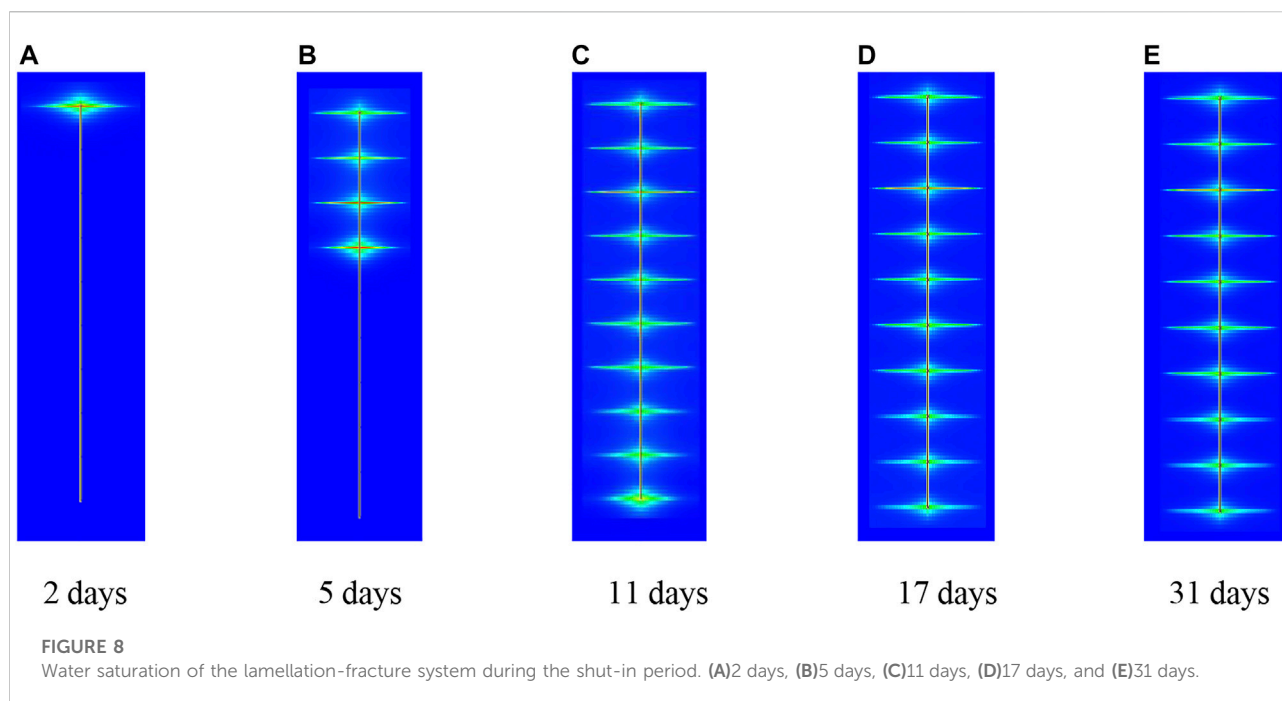 A
B
C
D
E
2 days
5 days
11 days
17 days
31 days
FIGURE 8
Water saturation of the lamellation-fracture system during the shut-in period. (A)2 days, (B)5 days, (C)11 days, (D)17 days, and (E)31 days.